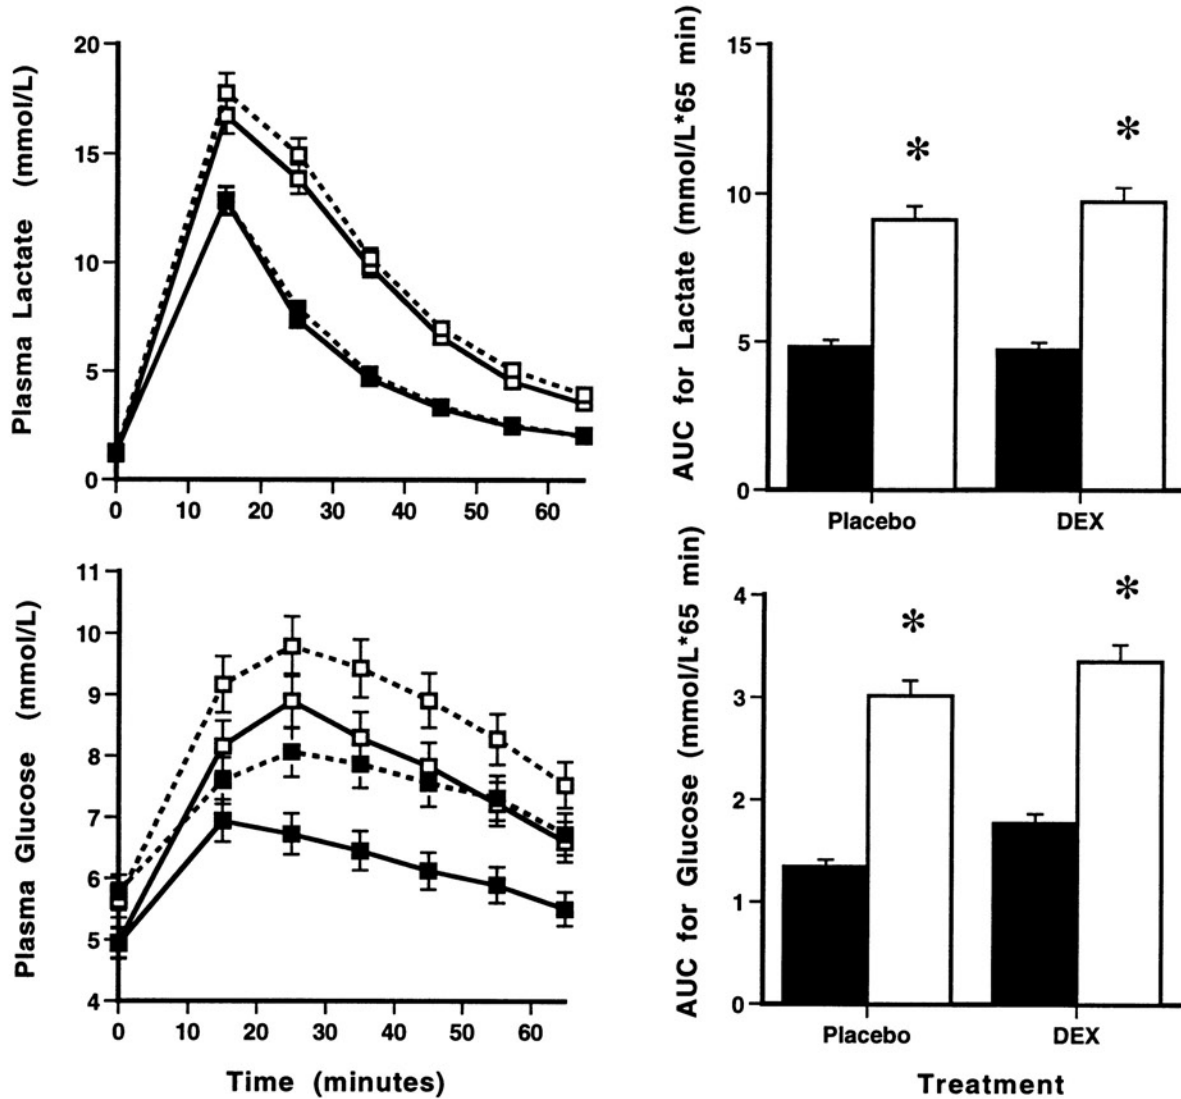 Plasma Lactate (mmol/L)
20
15
10
5
0
0 10 20 30 40 50 60
AUC for Lactate (mmol/L*65 min)
15
10
5
0
*
*
Placebo DEX
Plasma Glucose (mmol/L)
11
10
9
8
7
6
5
4
0 10 20 30 40 50 60
Time (minutes)
AUC for Glucose (mmol/L*65 min)
4
3
2
1
0
*
*
Placebo DEX
Treatment